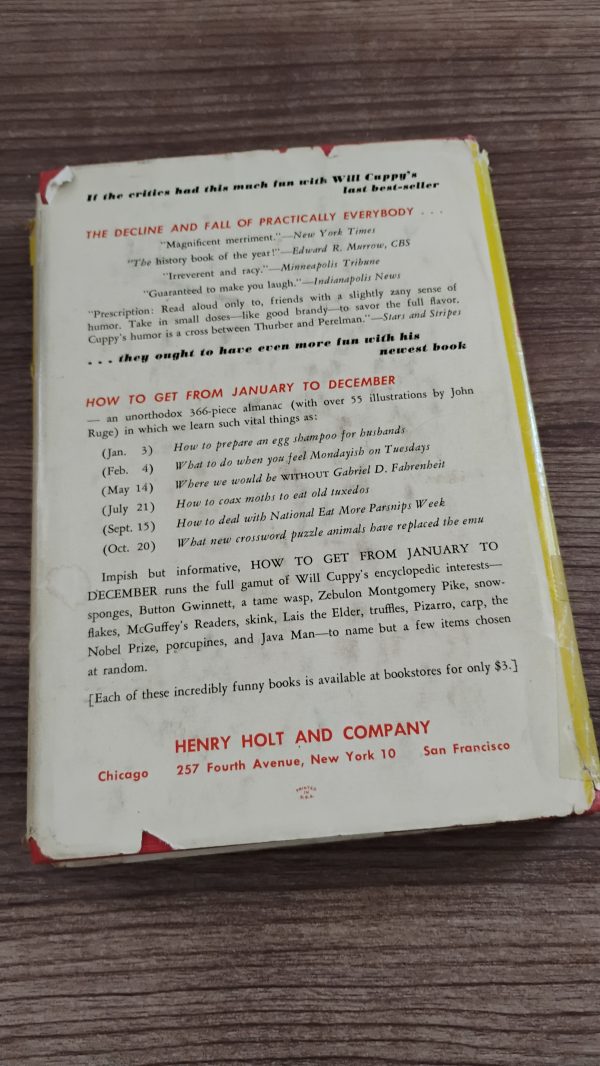 If the critics had this much fun with Will Cuppy's
last best-seller
THE DECLINE AND FALL OF PRACTICALLY EVERYBODY . . .
"Magnificent merriment."—New York Times
"The history book of the year!"—Edward R. Murrow, CBS
"Irreverent and racy."—Minneapolis Tribune
"Guaranteed to make you laugh."—Indianapolis News
"Prescription: Read aloud only to, friends with a slightly zany sense of
humor. Take in small doses—like good brandy—to savor the full flavor.
Cuppy's humor is a cross between Thurber and Perelman."—Stars and Stripes
. . . they ought to have even more fun with his
newest book
HOW TO GET FROM JANUARY TO DECEMBER
— an unorthodox 366-piece almanac (with over 55 illustrations by John
Ruge) in which we learn such vital things as:
(Jan. 3) How to prepare an egg shampoo for husbands
(Feb. 4) What to do when you feel Mondayish on Tuesdays
(May 14) Where we would be WITHOUT Gabriel D. Fahrenheit
(July 21) How to coax moths to eat old tuxedos
(Sept. 15) How to deal with National Eat More Parsnips Week
(Oct. 20) What new crossword puzzle animals have replaced the emu
Impish but informative, HOW TO GET FROM JANUARY TO
DECEMBER runs the full gamut of Will Cuppy's encyclopedic interests—
sponges, Button Gwinnett, a tame wasp, Zebulon Montgomery Pike, snow-
flakes, McGuffey's Readers, skink, Lais the Elder, truffles, Pizarro, carp, the
Nobel Prize, porcupines, and Java Man—to name but a few items chosen
at random.
[Each of these incredibly funny books is available at bookstores for only $3.]
HENRY HOLT AND COMPANY
Chicago 257 Fourth Avenue, New York 10 San Francisco
PRINTED
IN
U.S.A.